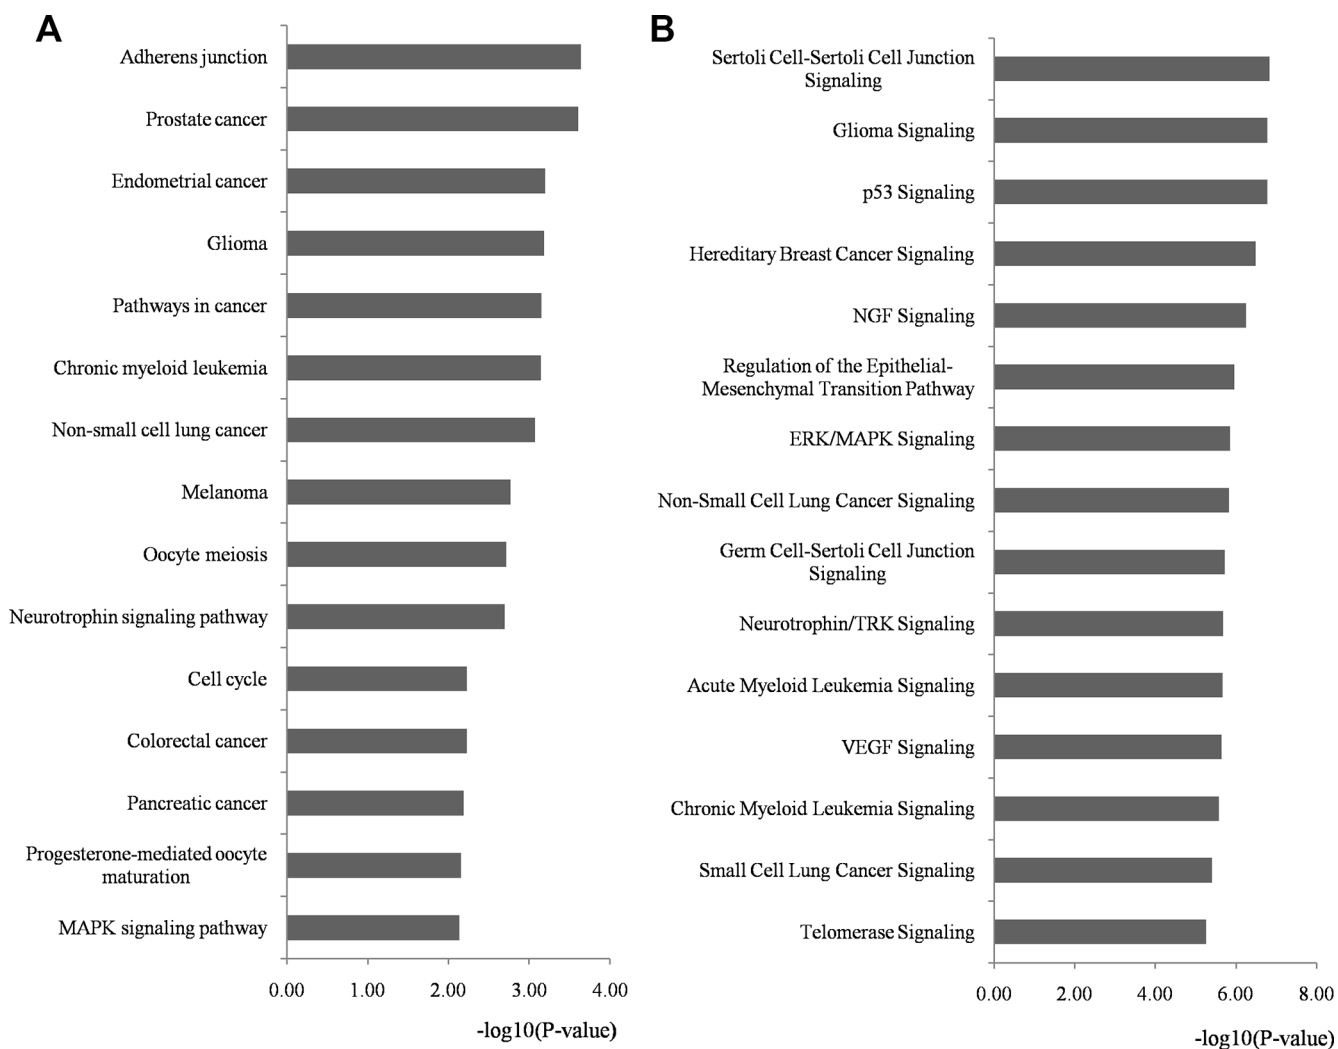 A
Adherens junction
Prostate cancer
Endometrial cancer
Glioma
Pathways in cancer
Chronic myeloid leukemia
Non-small cell lung cancer
Melanoma
Oocyte meiosis
Neurotrophin signaling pathway
Cell cycle
Colorectal cancer
Pancreatic cancer
Progesterone-mediated oocyte
maturation
MAPK signaling pathway
0.00 1.00 2.00 3.00 4.00
-log10(P-value)
B
Sertoli Cell-Sertoli Cell Junction
Signaling
Glioma Signaling
p53 Signaling
Hereditary Breast Cancer Signaling
NGF Signaling
Regulation of the Epithelial-
Mesenchymal Transition Pathway
ERK/MAPK Signaling
Non-Small Cell Lung Cancer Signaling
Germ Cell-Sertoli Cell Junction
Signaling
Neurotrophin/TRK Signaling
Acute Myeloid Leukemia Signaling
VEGF Signaling
Chronic Myeloid Leukemia Signaling
Small Cell Lung Cancer Signaling
Telomerase Signaling
0.00 2.00 4.00 6.00 8.00
-log10(P-value)